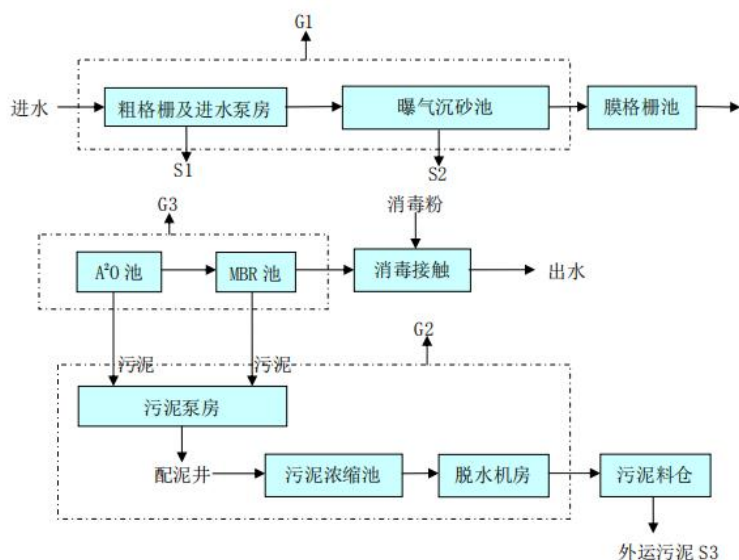 G1
进水
粗格栅及进水泵房
曝气沉砂池
膜格栅池
S1
S2
G3
消毒粉
A²O 池
MBR 池
消毒接触
出水
G2
污泥
污泥
污泥泵房
配泥井
污泥浓缩池
脱水机房
污泥料仓
外运污泥 S3